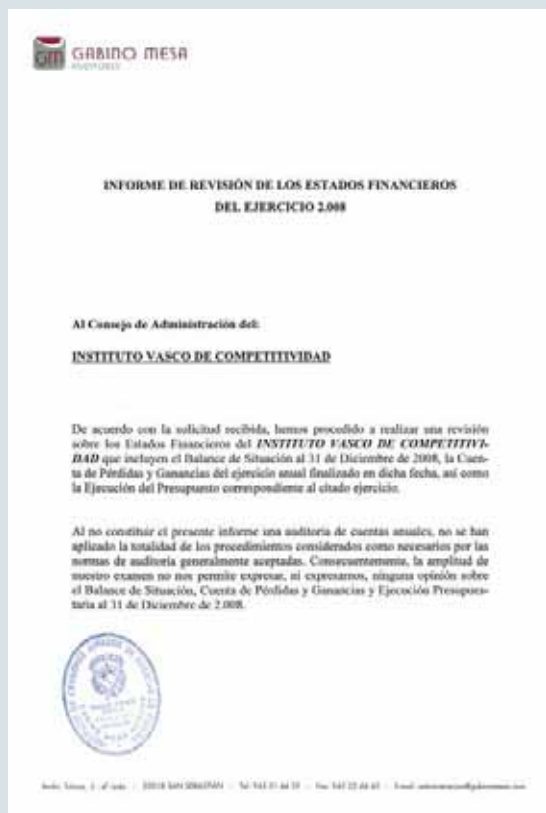 GM GABINO MESA
AUDITORES
INFORME DE REVISIÓN DE LOS ESTADOS FINANCIEROS
DEL EJERCICIO 2.008
Al Consejo de Administración del:
INSTITUTO VASCO DE COMPETITIVIDAD
De acuerdo con la solicitud recibida, hemos procedido a realizar una revisión
sobre los Estados Financieros del INSTITUTO VASCO DE COMPETITIVI-
DAD que incluyen el Balance de Situación al 31 de Diciembre de 2008, la Cuen-
ta de Pérdidas y Ganancias del ejercicio anual finalizado en dicha fecha, así como
la Ejecución del Presupuesto correspondiente al citado ejercicio.
Al no constituir el presente informe una auditoría de cuentas anuales, no se han
aplicado la totalidad de los procedimientos considerados como necesarios por las
normas de auditoría generalmente aceptadas. Consecuentemente, la amplitud de
nuestro examen no nos permite expresar, ni expresamos, ninguna opinión sobre
el Balance de Situación, Cuenta de Pérdidas y Ganancias y Ejecución Presupues-
taria al 31 de Diciembre de 2.008.
SAN SEBASTIAN - Tel - Fax - Email